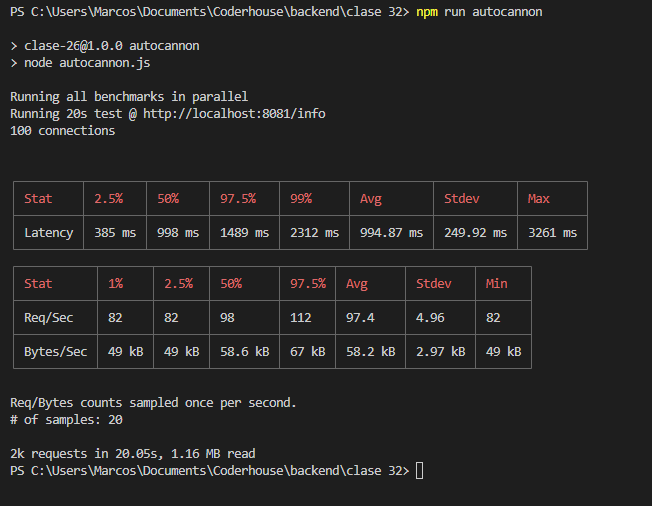 PS C:\Users\Marcos\Documents\Coderhouse\backend\clase 32> npm run autocannon
> clase-26@1.0.0 autocannon
> node autocannon.js
Running all benchmarks in parallel
Running 20s test @ http://localhost:8081/info
100 connections
Stat 2.5% 50% 97.5% 99% Avg Stdev Max
Latency 385 ms 998 ms 1489 ms 2312 ms 994.87 ms 249.92 ms 3261 ms
Stat 1% 2.5% 50% 97.5% Avg Stdev Min
Req/Sec 82 82 98 112 97.4 4.96 82
Bytes/Sec 49 kB 49 kB 58.6 kB 67 kB 58.2 kB 2.97 kB 49 kB
Req/Bytes counts sampled once per second.
# of samples: 20
2k requests in 20.05s, 1.16 MB read
PS C:\Users\Marcos\Documents\Coderhouse\backend\clase 32>